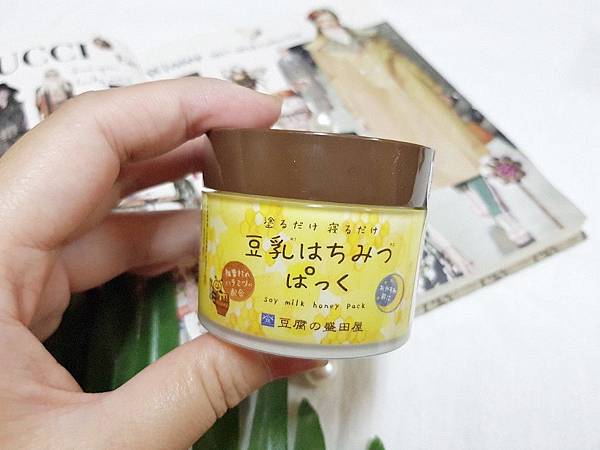 UCCI
塗るだけ 寝るだけ
豆乳はちみつ
ぱっく
soy milk honey pack
豆腐の盛田屋